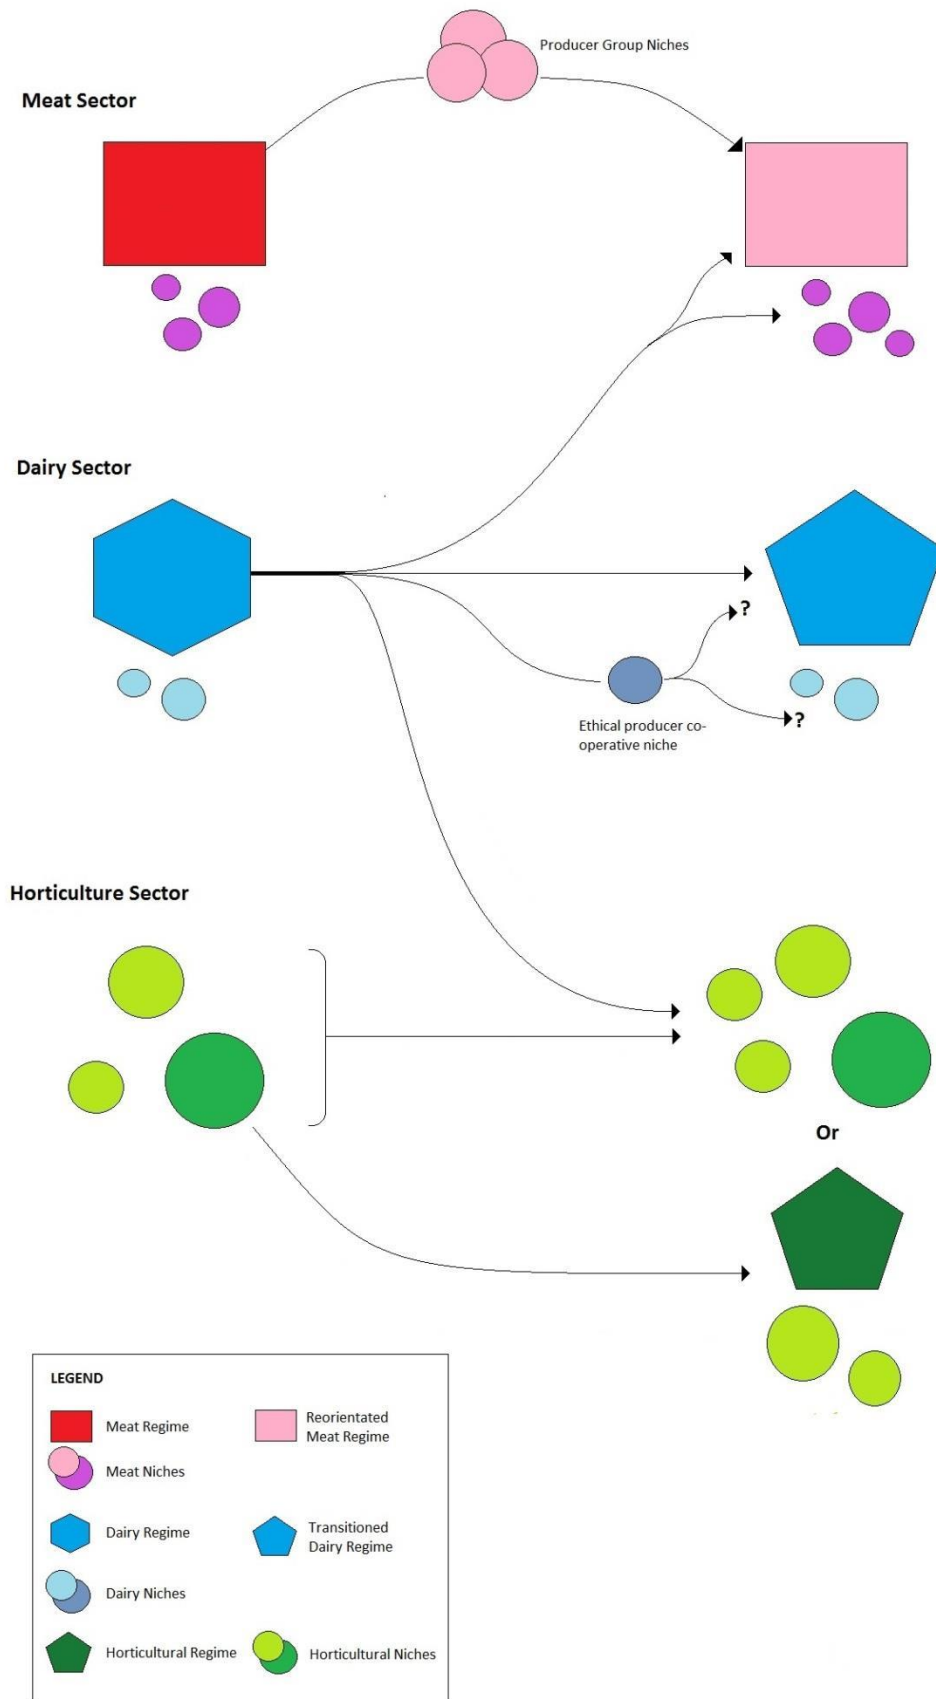 Producer Group Niches
Meat Sector
Dairy Sector
?
?
Ethical producer co-
operative niche
Horticulture Sector
Or
LEGEND
Meat Regime
Reorientated
Meat Regime
Meat Niches
Dairy Regime
Transitioned
Dairy Regime
Dairy Niches
Horticultural Regime
Horticultural Niches